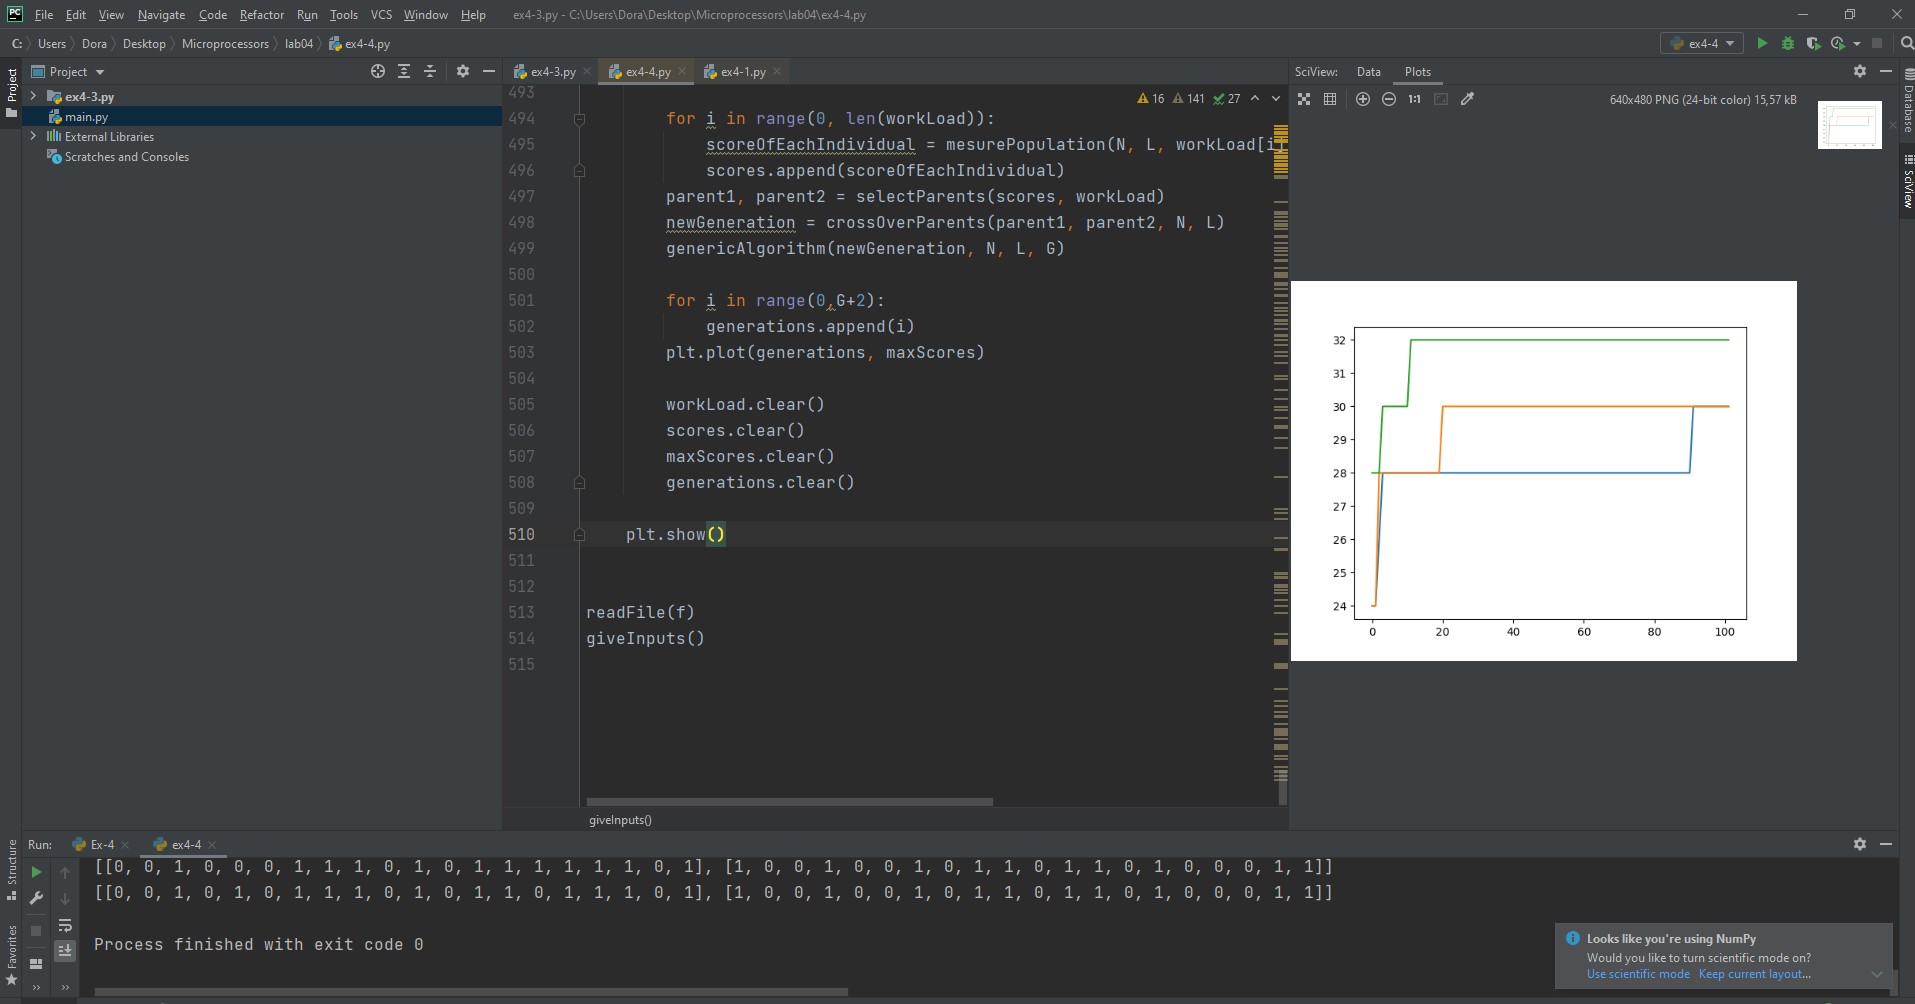 PC File Edit View Navigate Code Refactor Run Tools VCS Window Help ex4-3.py - C:\Users\Dora\Desktop\Microprocessors\lab04\ex4-4.py
C: Users Dora Desktop Microprocessors lab04 ex4-4.py ex4-4
Project
Project
ex4-3.py
main.py
External Libraries
Scratches and Consoles
ex4-3.py ex4-4.py ex4-1.py
16 141 27
493
494 for i in range(0, len(workLoad)):
495 scoreOfEachIndividual = mesurePopulation(N, L, workLoad[i]
496 scores.append(scoreOfEachIndividual)
497 parent1, parent2 = selectParents(scores, workLoad)
498 newGeneration = crossOverParents(parent1, parent2, N, L)
499 genericAlgorithm(newGeneration, N, L, G)
500
501 for i in range(0,G+2):
502 generations.append(i)
503 plt.plot(generations, maxScores)
504
505 workLoad.clear()
506 scores.clear()
507 maxScores.clear()
508 generations.clear()
509
510 plt.show()
511
512
513 readFile(f)
514 giveInputs()
515
giveInputs()
SciView: Data Plots
1:1 640x480 PNG (24-bit color) 15,57 kB
32
31
30
29
28
27
26
25
24
0 20 40 60 80 100
Database
SciView
Structure
Favorites
Run: Ex-4 ex4-4
[[0, 0, 1, 0, 0, 0, 1, 1, 1, 0, 1, 0, 1, 1, 1, 1, 1, 1, 0, 1], [1, 0, 0, 1, 0, 0, 1, 0, 1, 1, 0, 1, 1, 0, 1, 0, 0, 0, 1, 1]]
[[0, 0, 1, 0, 1, 0, 1, 1, 1, 0, 1, 0, 1, 1, 0, 1, 1, 1, 0, 1], [1, 0, 0, 1, 0, 0, 1, 0, 1, 1, 0, 1, 1, 0, 1, 0, 0, 0, 1, 1]]
Process finished with exit code 0
Looks like you're using NumPy
Would you like to turn scientific mode on?
Use scientific mode Keep current layout...